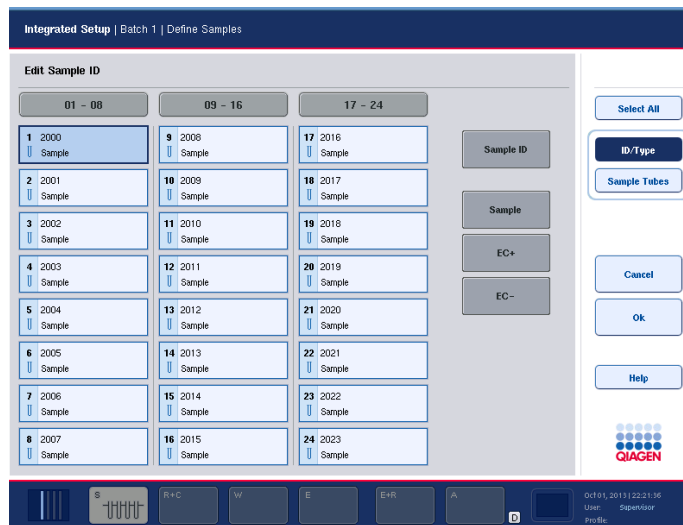 Integrated Setup | Batch 1 | Define Samples
Edit Sample ID
01 - 08 09 - 16 17 - 24
1 2000
Sample
2 2001
Sample
3 2002
Sample
4 2003
Sample
5 2004
Sample
6 2005
Sample
7 2006
Sample
8 2007
Sample
9 2008
Sample
10 2009
Sample
11 2010
Sample
12 2011
Sample
13 2012
Sample
14 2013
Sample
15 2014
Sample
16 2015
Sample
17 2016
Sample
18 2017
Sample
19 2018
Sample
20 2019
Sample
21 2020
Sample
22 2021
Sample
23 2022
Sample
24 2023
Sample
Sample ID
Sample
EC+
EC-
Select All
ID/Type
Sample Tubes
Cancel
Ok
Help
QIAGEN
S R+C W E E+R A
D
Oct 01, 2013 | 22:21:36
User: Supervisor
Profile: